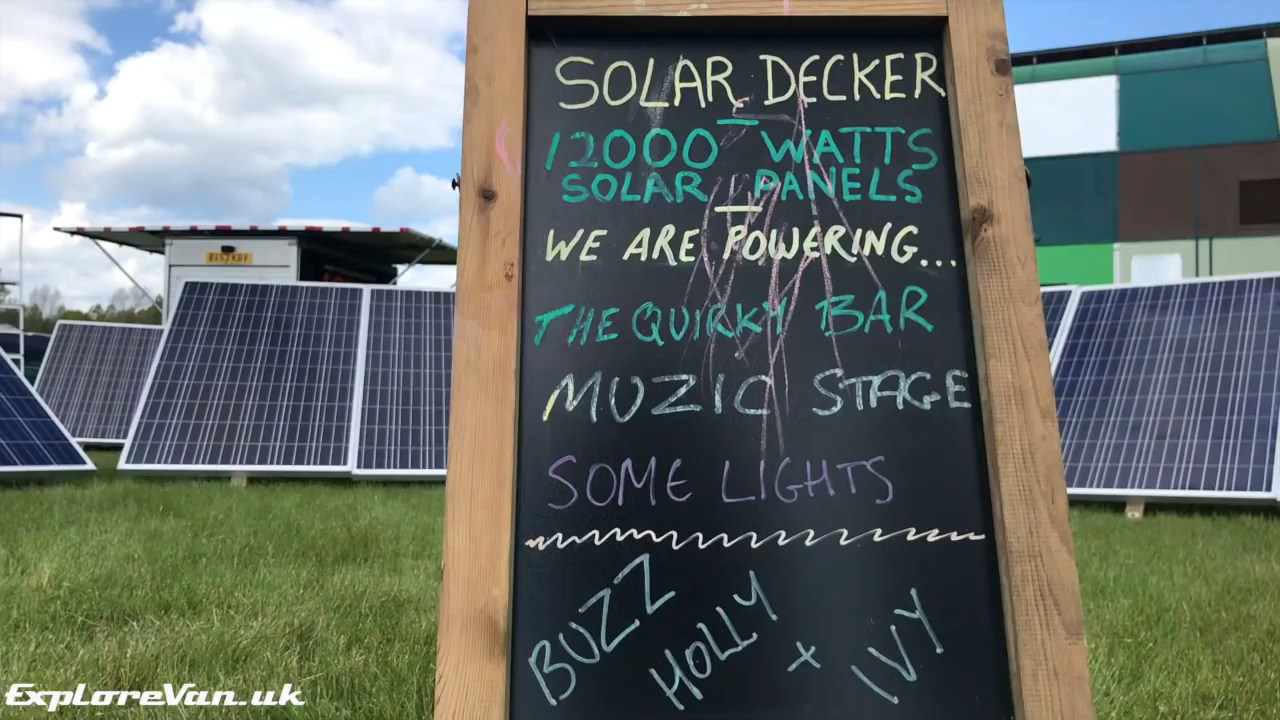 SOLAR DECKER
12000 WATTS
SOLAR PANELS
WE ARE POWERING...
THE QUIRKY BAR
MUZIC STAGE
SOME LIGHTS
BUZZ
HOLLY
+ IVY
ExploreVan.uk